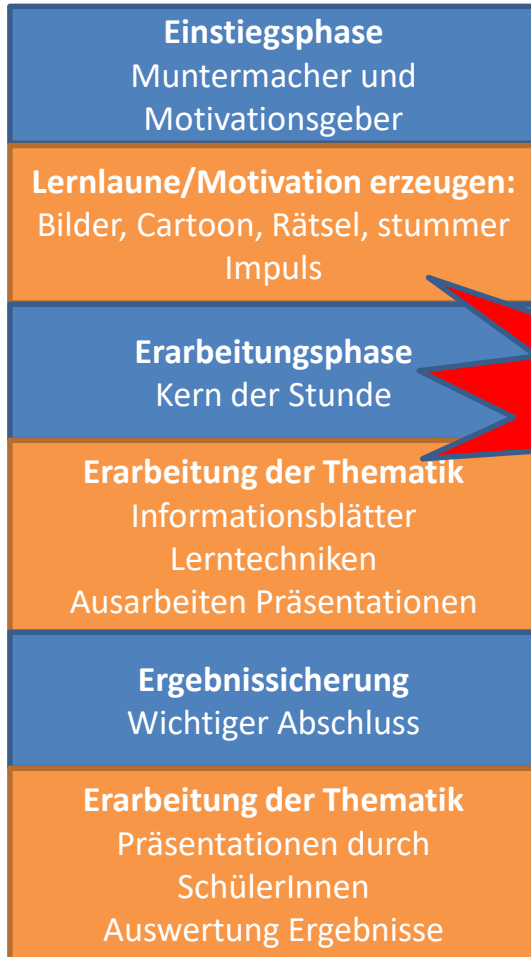 Einstiegsphase
Muntermacher und
Motivationsgeber
Lernlaune/Motivation erzeugen:
Bilder, Cartoon, Rätsel, stummer
Impuls
Erarbeitungsphase
Kern der Stunde
Erarbeitung der Thematik
Informationsblätter
Lerntechniken
Ausarbeiten Präsentationen
Ergebnissicherung
Wichtiger Abschluss
Erarbeitung der Thematik
Präsentationen durch
SchülerInnen
Auswertung Ergebnisse